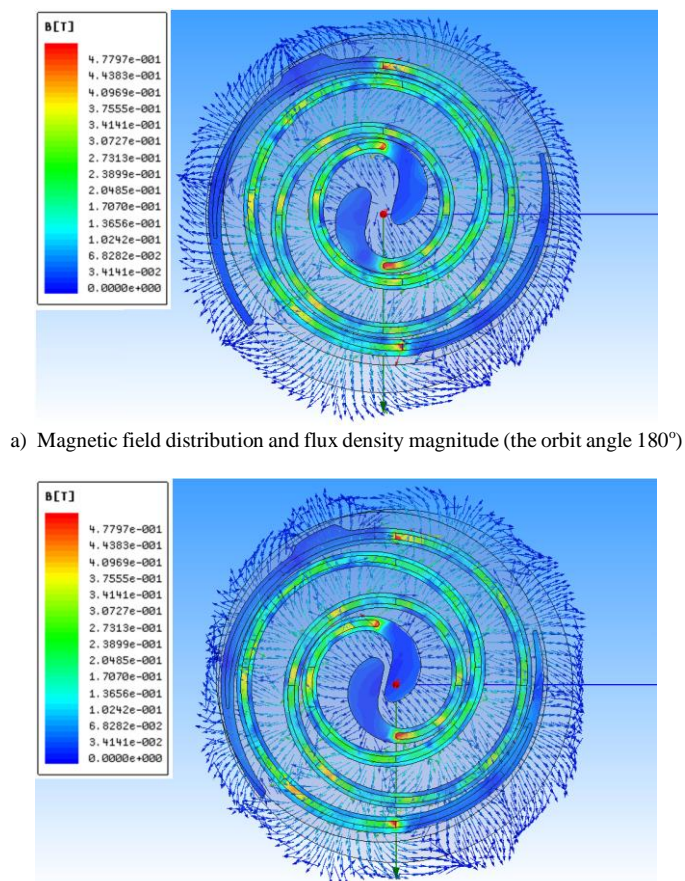 B[T]
4.7797e-001
4.4383e-001
4.0969e-001
3.7555e-001
3.4141e-001
3.0727e-001
2.7313e-001
2.3899e-001
2.0485e-001
1.7070e-001
1.3656e-001
1.0242e-001
6.8282e-002
3.4141e-002
0.0000e+000
a) Magnetic field distribution and flux density magnitude (the orbit angle 180°)
B[T]
4.7797e-001
4.4383e-001
4.0969e-001
3.7555e-001
3.4141e-001
3.0727e-001
2.7313e-001
2.3899e-001
2.0485e-001
1.7070e-001
1.3656e-001
1.0242e-001
6.8282e-002
3.4141e-002
0.0000e+000